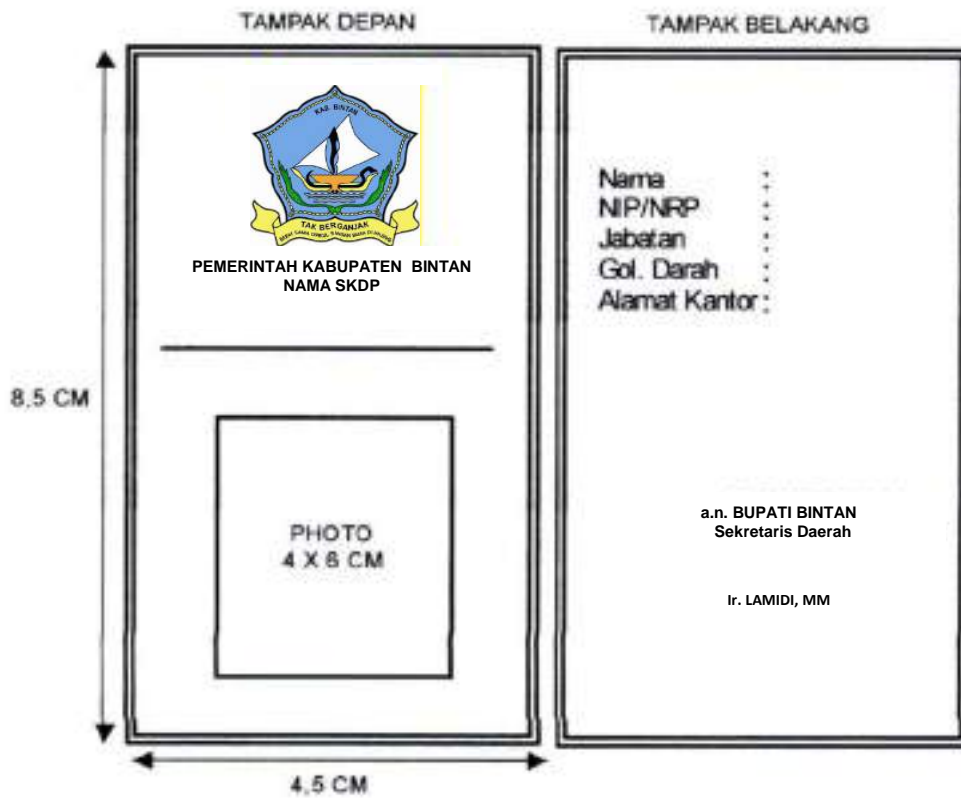 TAMPAK DEPAN
KAB. BINTAN
TAK BERGANJAK
PEMERINTAH KABUPATEN BINTAN
NAMA SKDP
8,5 CM
PHOTO
4 X 6 CM
4,5 CM
TAMPAK BELAKANG
Nama :
NIP/NRP :
Jabatan :
Gol. Darah :
Alamat Kantor :
a.n. BUPATI BINTAN
Sekretaris Daerah
Ir. LAMIDI, MM